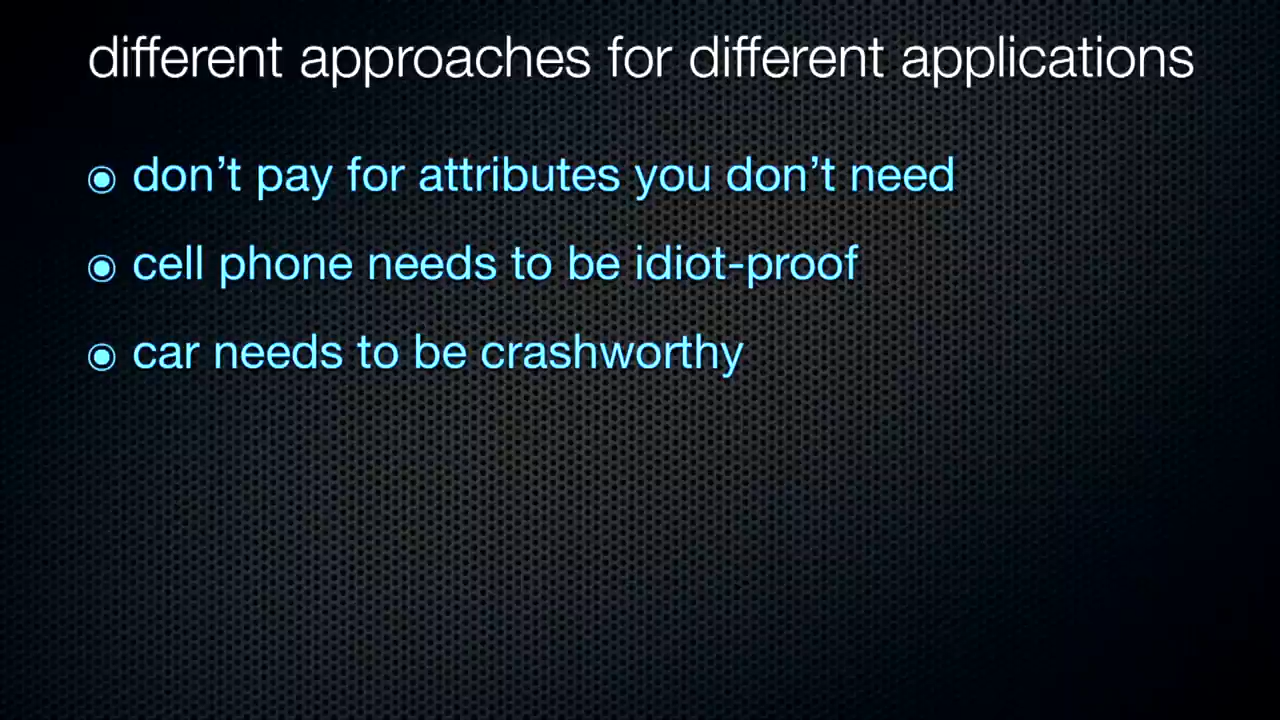 different approaches for different applications
don’t pay for attributes you don’t need
cell phone needs to be idiot-proof
car needs to be crashworthy